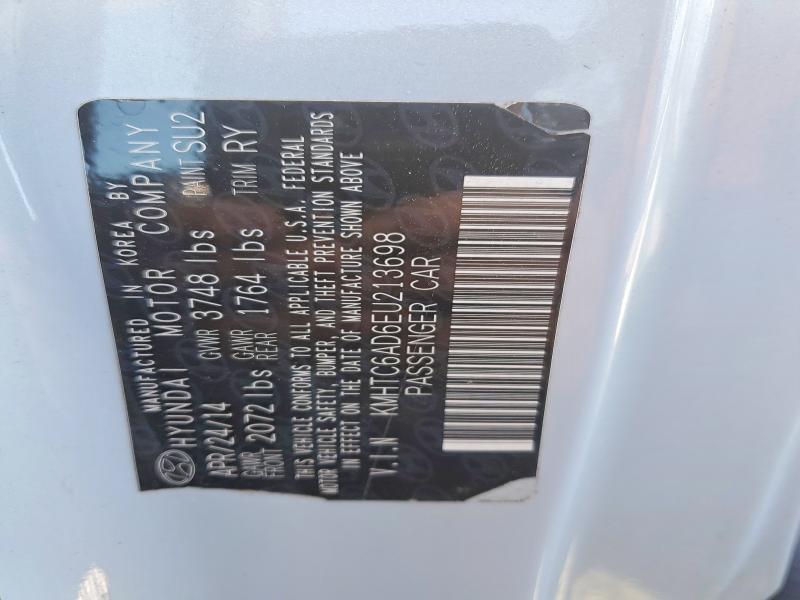 MANUFACTURED IN KOREA BY
HYUNDAI MOTOR COMPANY
APR/24/14 GVWR 3748 lbs PAINT SU2
GAWR FRONT 2072 lbs GAWR REAR 1764 lbs TRIM RY
THIS VEHICLE CONFORMS TO ALL APPLICABLE U.S.A. FEDERAL
MOTOR VEHICLE SAFETY, BUMPER, AND THEFT PREVENTION STANDARDS
IN EFFECT ON THE DATE OF MANUFACTURE SHOWN ABOVE
V.I.N KMHTC6AD6EU213698
PASSENGER CAR